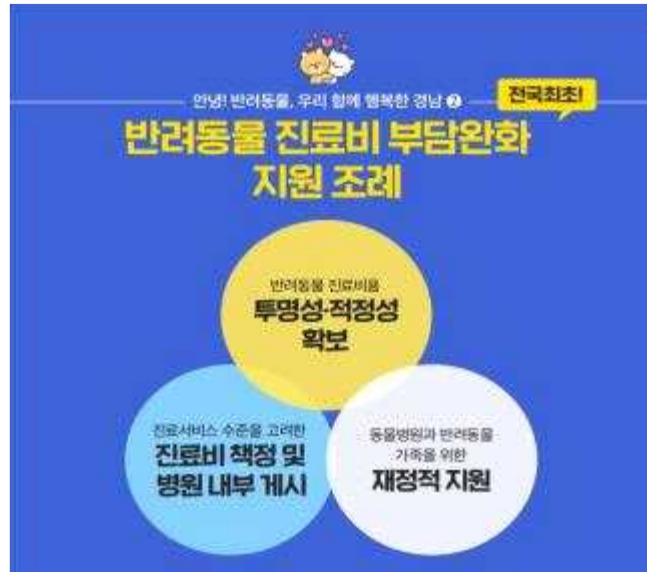 안녕! 반려동물, 우리 함께 행복한 경남 ❷
전국최초!
반려동물 진료비 부담완화
지원 조례
반려동물 진료비용
투명성·적정성
확보
진료서비스 수준을 고려한
진료비 책정 및
병원 내부 게시
동물병원과 반려동물
가족을 위한
재정적 지원